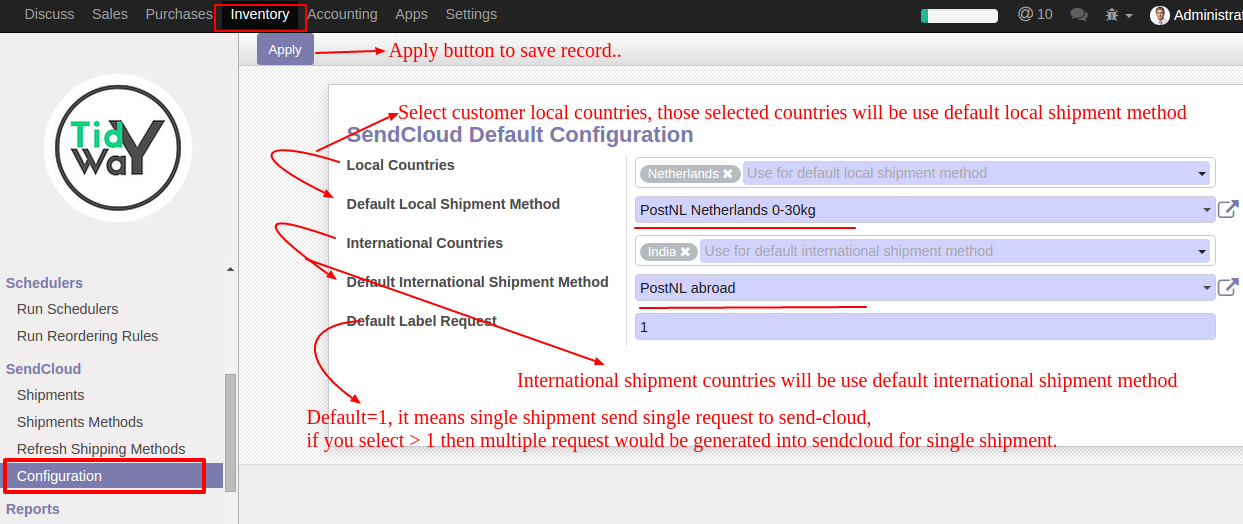 Discuss Sales Purchases Inventory Accounting Apps Settings @ 10 Administrat
Apply
Apply button to save record..
Tidy
Way
Select customer local countries, those selected countries will be use default local shipment method
SendCloud Default Configuration
Local Countries
Netherlands ✖ Use for default local shipment method
Default Local Shipment Method
PostNL Netherlands 0-30kg
International Countries
India ✖ Use for default international shipment method
Default International Shipment Method
PostNL abroad
Default Label Request
1
International shipment countries will be use default international shipment method
Default=1, it means single shipment send single request to send-cloud,
if you select > 1 then multiple request would be generated into sendcloud for single shipment.
Schedulers
Run Schedulers
Run Reordering Rules
SendCloud
Shipments
Shipments Methods
Refresh Shipping Methods
Configuration
Reports